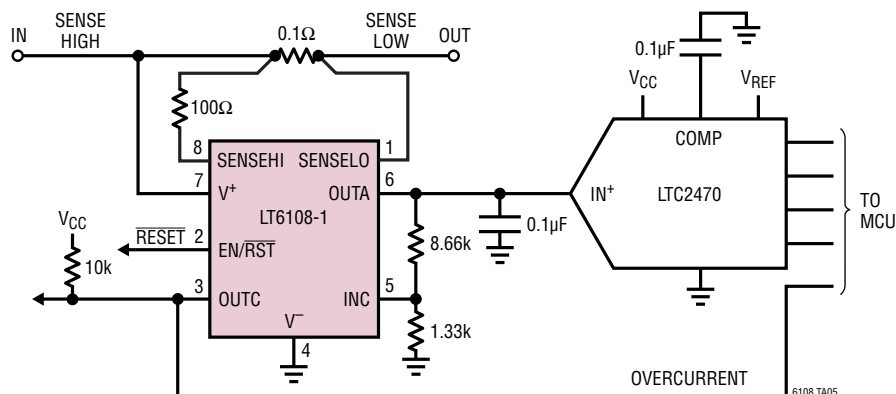 IN
SENSE
HIGH
0.1Ω
SENSE
LOW
OUT
100Ω
0.1µF
VCC
VREF
COMP
8
SENSEHI
SENSELO
1
7
V+
OUTA
6
IN+
LTC2470
TO
MCU
LT6108-1
VCC
RESET
2
EN/RST
8.66k
0.1µF
10k
3
OUTC
INC
5
V–
4
1.33k
OVERCURRENT
6108 TA05